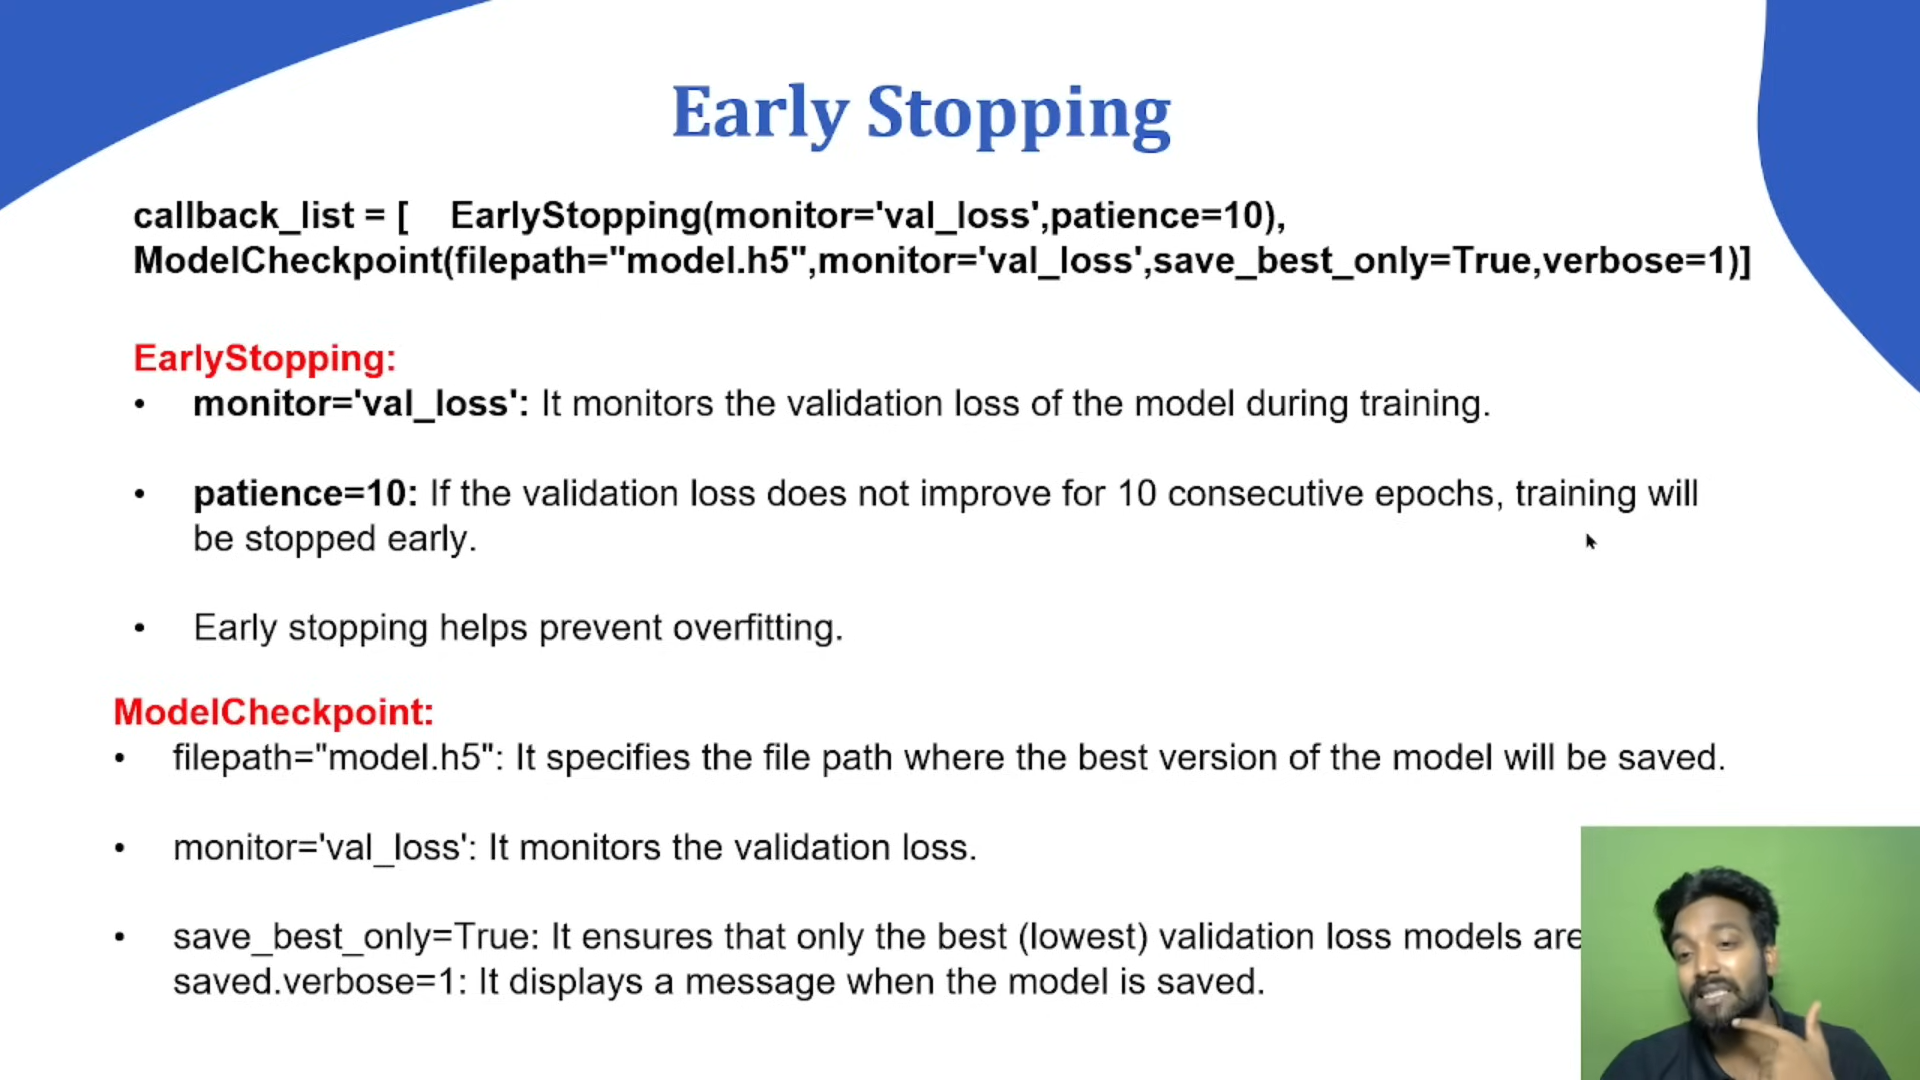 Early Stopping
callback_list = [ EarlyStopping(monitor='val_loss',patience=10),
ModelCheckpoint(filepath="model.h5",monitor='val_loss',save_best_only=True,verbose=1)]
EarlyStopping:
• monitor='val_loss': It monitors the validation loss of the model during training.
• patience=10: If the validation loss does not improve for 10 consecutive epochs, training will
be stopped early.
• Early stopping helps prevent overfitting.
ModelCheckpoint:
• filepath="model.h5": It specifies the file path where the best version of the model will be saved.
• monitor='val_loss': It monitors the validation loss.
• save_best_only=True: It ensures that only the best (lowest) validation loss models are
saved.verbose=1: It displays a message when the model is saved.